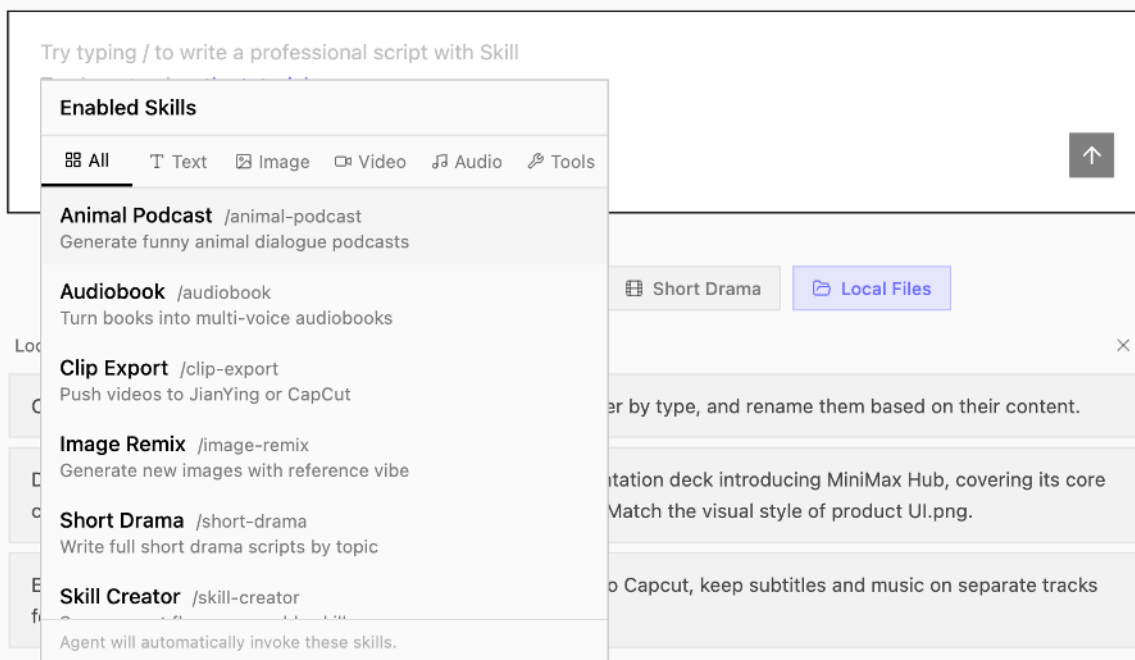 Try typing / to write a professional script with Skill
Enabled Skills
All Text Image Video Audio Tools
Animal Podcast /animal-podcast
Generate funny animal dialogue podcasts
Audiobook /audiobook
Turn books into multi-voice audiobooks
Clip Export /clip-export
Push videos to JianYing or CapCut
Image Remix /image-remix
Generate new images with reference vibe
Short Drama /short-drama
Write full short drama scripts by topic
Skill Creator /skill-creator
Agent will automatically invoke these skills.
Short Drama Local Files
by type, and rename them based on their content.
deck introducing MiniMax Hub, covering its core
Match the visual style of product UI.png.
Capcut, keep subtitles and music on separate tracks